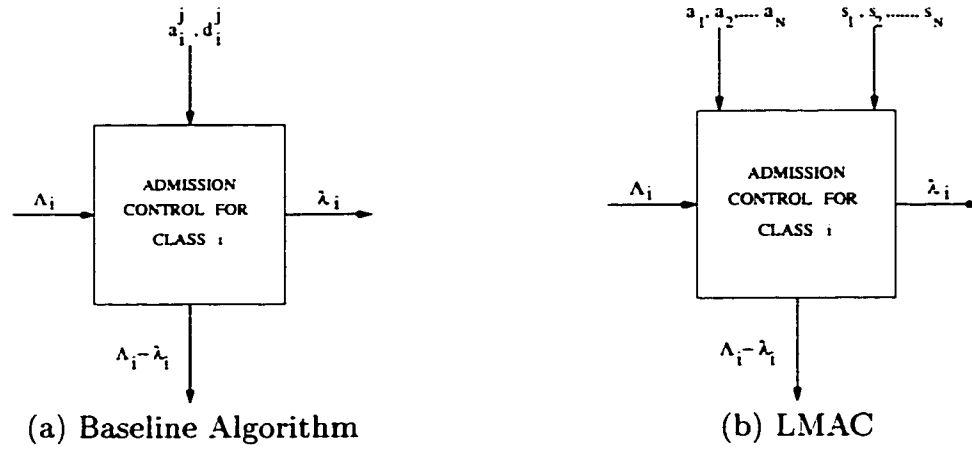 a_i^j , d_i^j
Λ_i
ADMISSION
CONTROL FOR
CLASS i
λ_i
Λ_i – λ_i
(a) Baseline Algorithm
a_1 , a_2 ...... a_N
s_1 , s_2 ....... s_N
Λ_i
ADMISSION
CONTROL FOR
CLASS i
λ_i
Λ_i – λ_i
(b) LMAC